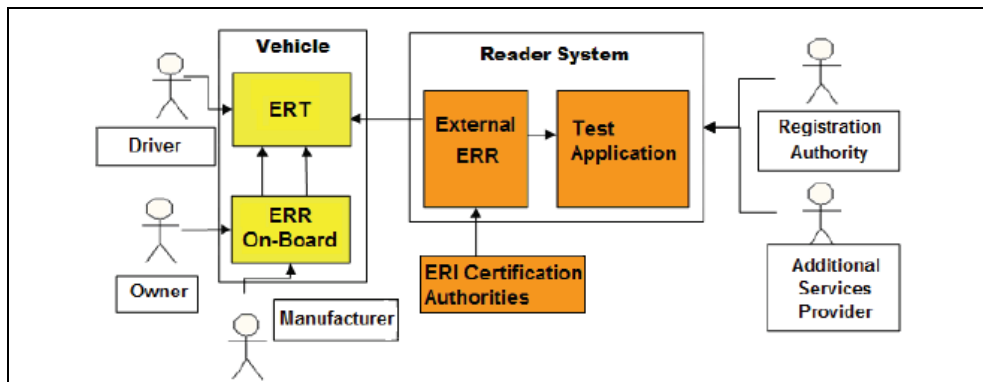 Vehicle
Reader System
ERT
External
ERR
Test
Application
Driver
Registration
Authority
ERR
On-Board
Owner
Manufacturer
ERI Certification
Authorities
Additional
Services
Provider